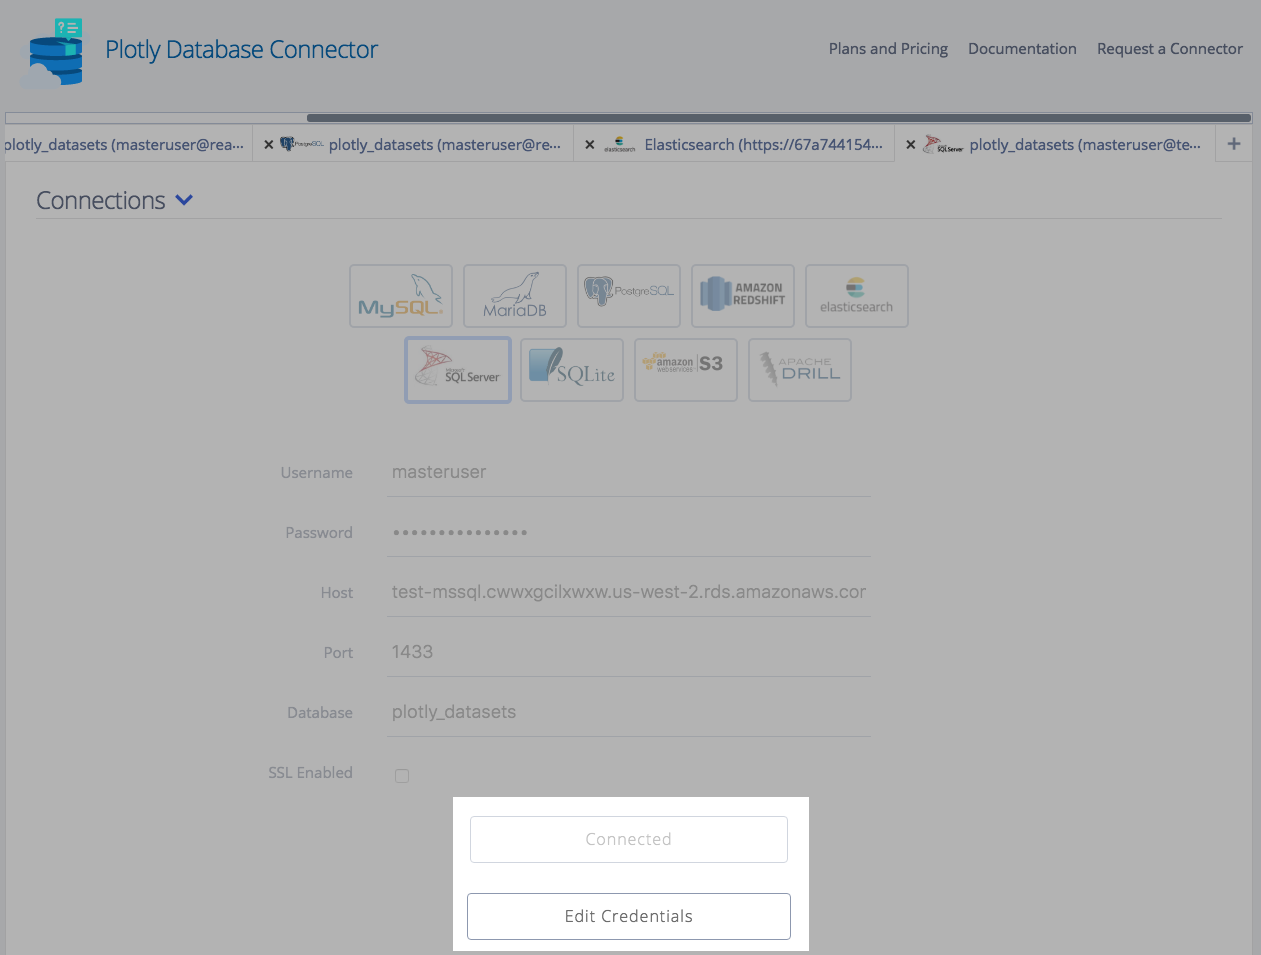 Plotly Database Connector
Plans and Pricing Documentation Request a Connector
plotly_datasets (masteruser@rea...
× PostgreSQL plotly_datasets (masteruser@re...
× elasticsearch Elasticsearch (https://67a744154...
× SQL Server plotly_datasets (masteruser@te... +
Connections
MySQL
MariaDB
PostgreSQL
AMAZON
REDSHIFT
elasticsearch
Microsoft
SQL Server
SQLite
amazon
webservices
S3
APACHE
DRILL
Username masteruser
Password •••••••••••••••
Host test-mssql.cwwxgcilxwxw.us-west-2.rds.amazonaws.cor
Port 1433
Database plotly_datasets
SSL Enabled
Connected
Edit Credentials